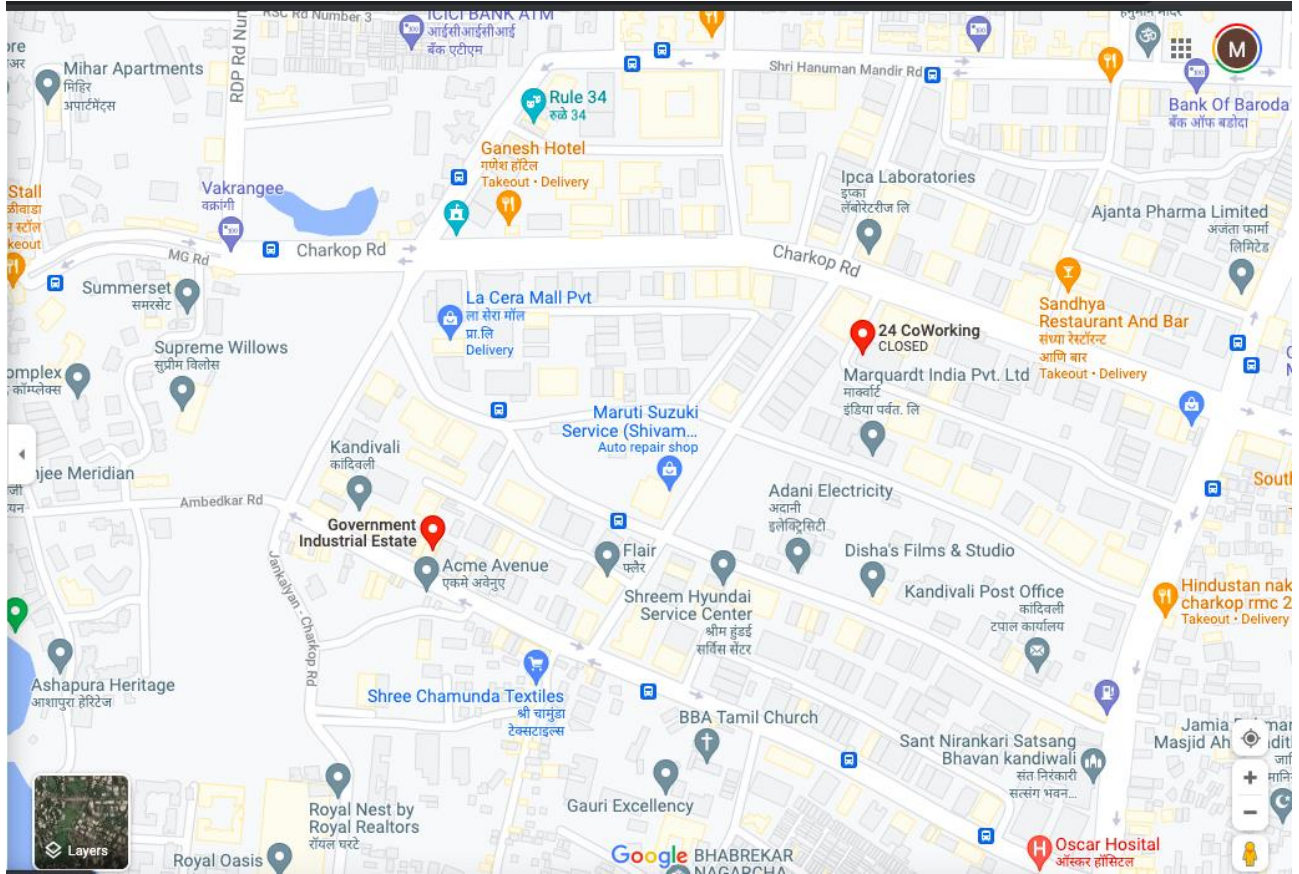 RSC Rd Number 3
ICICI BANK ATM
आईसीआईसीआई
बँक एटीएम
RDP Rd Num
Mihar Apartments
मिहिर
अपार्टमेंट्स
Shri Hanuman Mandir Rd
M
Bank Of Baroda
बँक ऑफ बडोदा
Rule 34
रुळे 34
Ganesh Hotel
गणेश हॉटेल
Takeout • Delivery
Vakrangee
वक्रांगी
Stall
Ipca Laboratories
इप्का
लॅबोरेटरीज लि
Ajanta Pharma Limited
अजंता फार्मा
लिमिटेड
MG Rd
Charkop Rd
Charkop Rd
Summerset
समरसेट
La Cera Mall Pvt
ला सेरा मॉल
प्रा.लि
Delivery
24 CoWorking
CLOSED
Sandhya
Restaurant And Bar
संध्या रेस्टॉरन्ट
आणि बार
Takeout • Delivery
Supreme Willows
सुप्रीम विलोस
omplex
कॉम्प्लेक्स
Marquardt India Pvt. Ltd
मार्क्वार्ट
इंडिया पर्वत. लि
Maruti Suzuki
Service (Shivam...
Auto repair shop
Kandivali
कांदिवली
njee Meridian
Ambedkar Rd
South
Adani Electricity
अदानी
इलेक्ट्रिसिटी
Government
Industrial Estate
Acme Avenue
एकमे अवेनुए
Flair
फ्लैर
Disha's Films & Studio
Kandivali Post Office
कांदिवली
टपाल कार्यालय
Hindustan nak
charkop rmc 2
Takeout • Delivery
Shreem Hyundai
Service Center
श्रीम हुंडई
सर्विस सेंटर
Jankalyan - Charkop Rd
Ashapura Heritage
आशापुरा हेरिटेज
Shree Chamunda Textiles
श्री चामुंडा
टेक्सटाइल्स
BBA Tamil Church
Sant Nirankari Satsang
Bhavan kandiwali
संत निरंकारी
सत्संग भवन...
Jamia
Masjid Ah
Royal Nest by
Royal Realtors
रॉयल घरटे
Gauri Excellency
Layers
Royal Oasis
Google
BHABREKAR
NAGARCHA
H
Oscar Hosital
ऑस्कर हॉसिटल